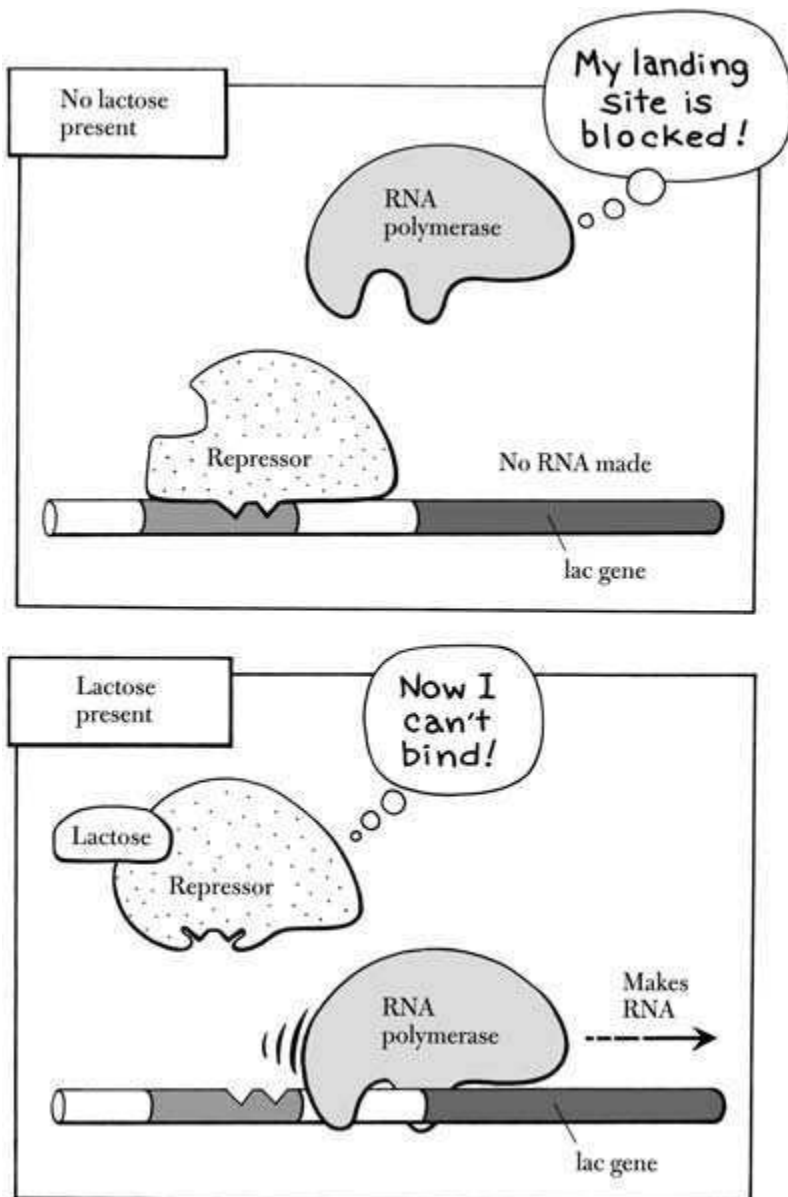 No lactose
present
My landing
site is
blocked!
RNA
polymerase
Repressor
No RNA made
lac gene
Lactose
present
Now I
can't
bind!
Lactose
Repressor
RNA
polymerase
Makes
RNA
lac gene